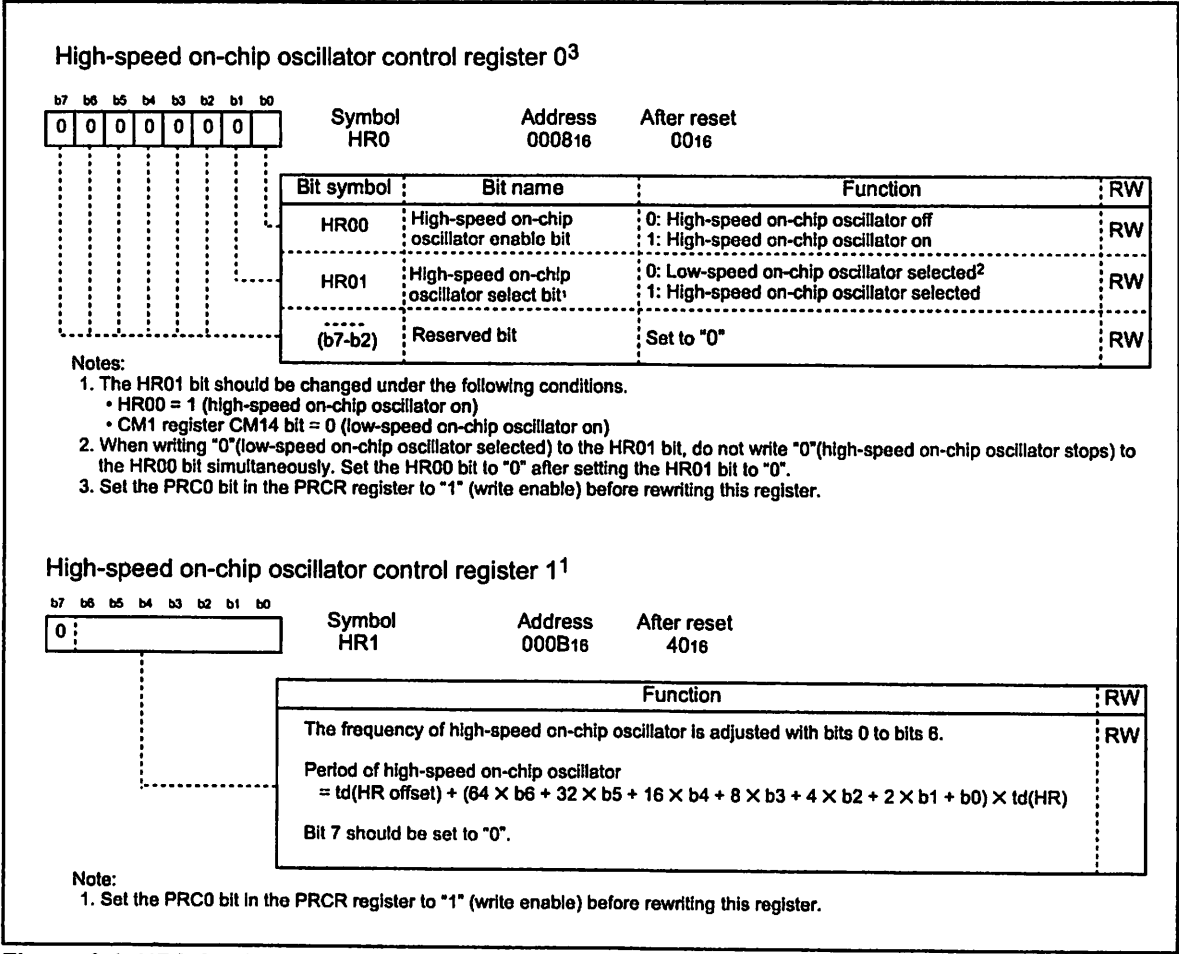 High-speed on-chip oscillator control register 0³
b7 b6 b5 b4 b3 b2 b1 b0
0 0 0 0 0 0 0
Symbol Address After reset
HR0 0008₁₆ 00₁₆
Bit symbol Bit name Function RW
HR00 High-speed on-chip oscillator enable bit 0: High-speed on-chip oscillator off RW
1: High-speed on-chip oscillator on
HR01 High-speed on-chip oscillator select bit¹ 0: Low-speed on-chip oscillator selected² RW
1: High-speed on-chip oscillator selected
(b7-b2) Reserved bit Set to "0" RW
Notes:
1. The HR01 bit should be changed under the following conditions.
• HR00 = 1 (high-speed on-chip oscillator on)
• CM1 register CM14 bit = 0 (low-speed on-chip oscillator on)
2. When writing "0"(low-speed on-chip oscillator selected) to the HR01 bit, do not write "0"(high-speed on-chip oscillator stops) to
the HR00 bit simultaneously. Set the HR00 bit to "0" after setting the HR01 bit to "0".
3. Set the PRC0 bit in the PRCR register to "1" (write enable) before rewriting this register.
High-speed on-chip oscillator control register 1¹
b7 b6 b5 b4 b3 b2 b1 b0
0
Symbol Address After reset
HR1 000B₁₆ 40₁₆
Function RW
The frequency of high-speed on-chip oscillator is adjusted with bits 0 to bits 6. RW
Period of high-speed on-chip oscillator
= td(HR offset) + (64 × b6 + 32 × b5 + 16 × b4 + 8 × b3 + 4 × b2 + 2 × b1 + b0) × td(HR)
Bit 7 should be set to "0".
Note:
1. Set the PRC0 bit in the PRCR register to "1" (write enable) before rewriting this register.